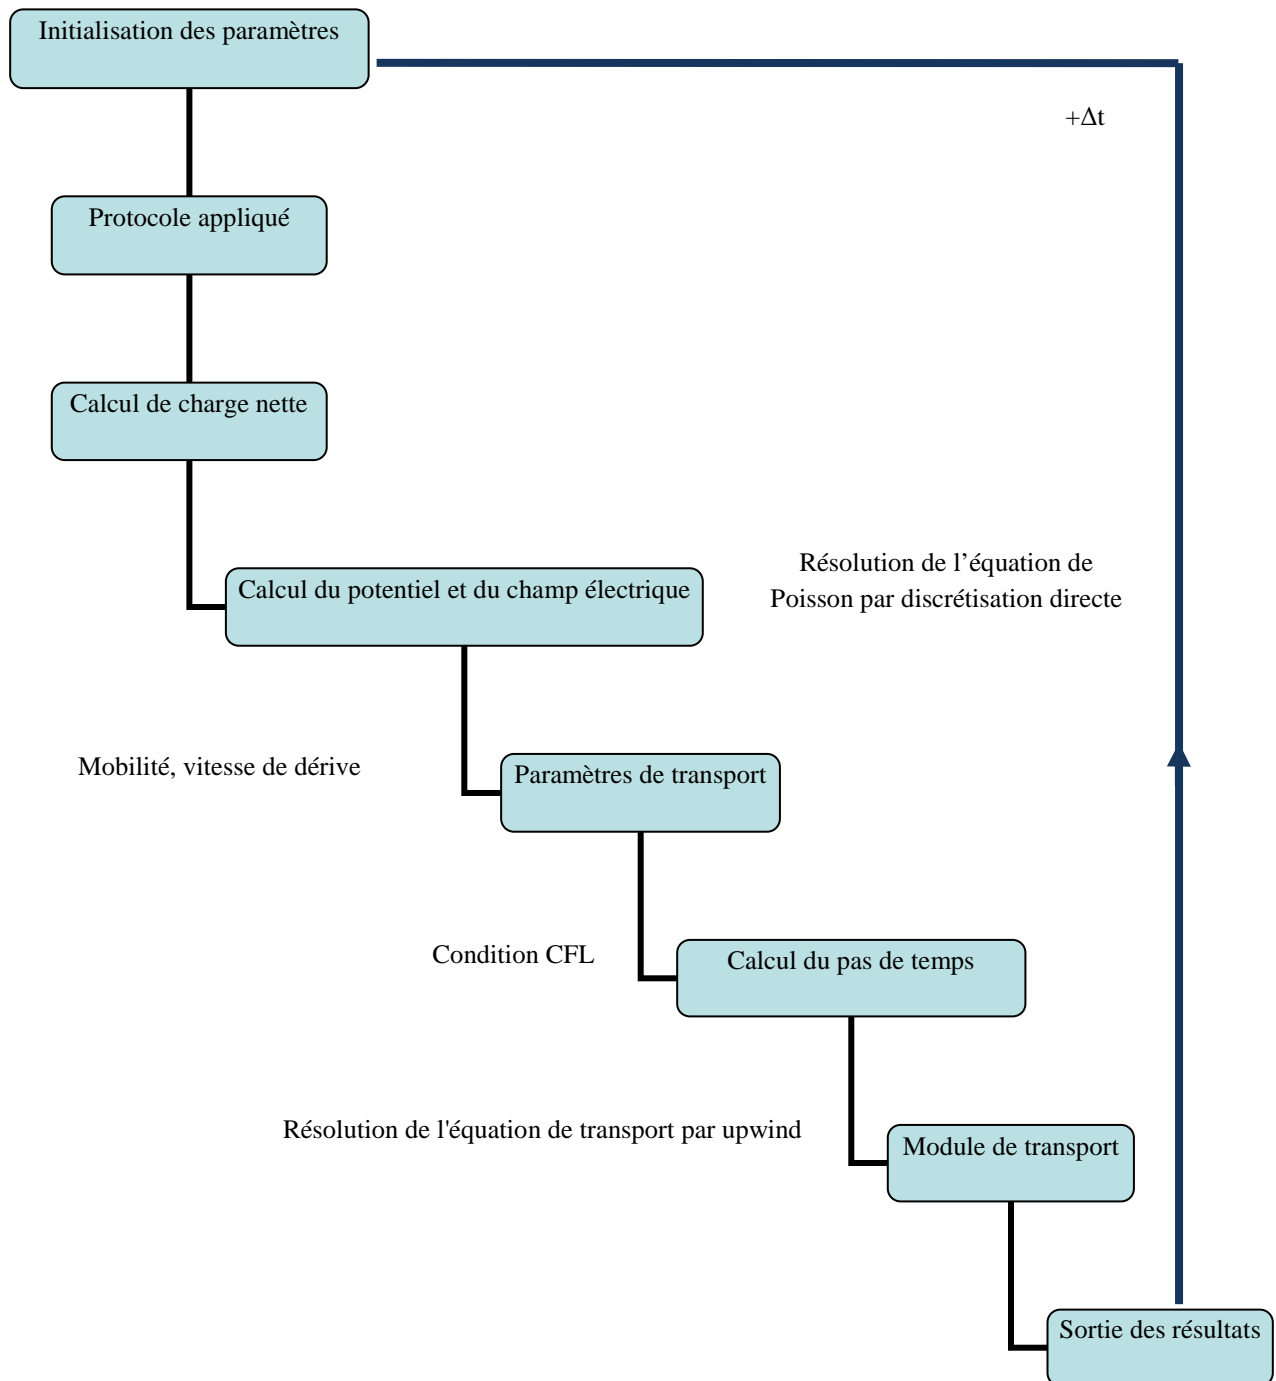 Initialisation des paramètres
+Δt
Protocole appliqué
Calcul de charge nette
Calcul du potentiel et du champ électrique
Résolution de l’équation de
Poisson par discrétisation directe
Mobilité, vitesse de dérive
Paramètres de transport
Condition CFL
Calcul du pas de temps
Résolution de l'équation de transport par upwind
Module de transport
Sortie des résultats